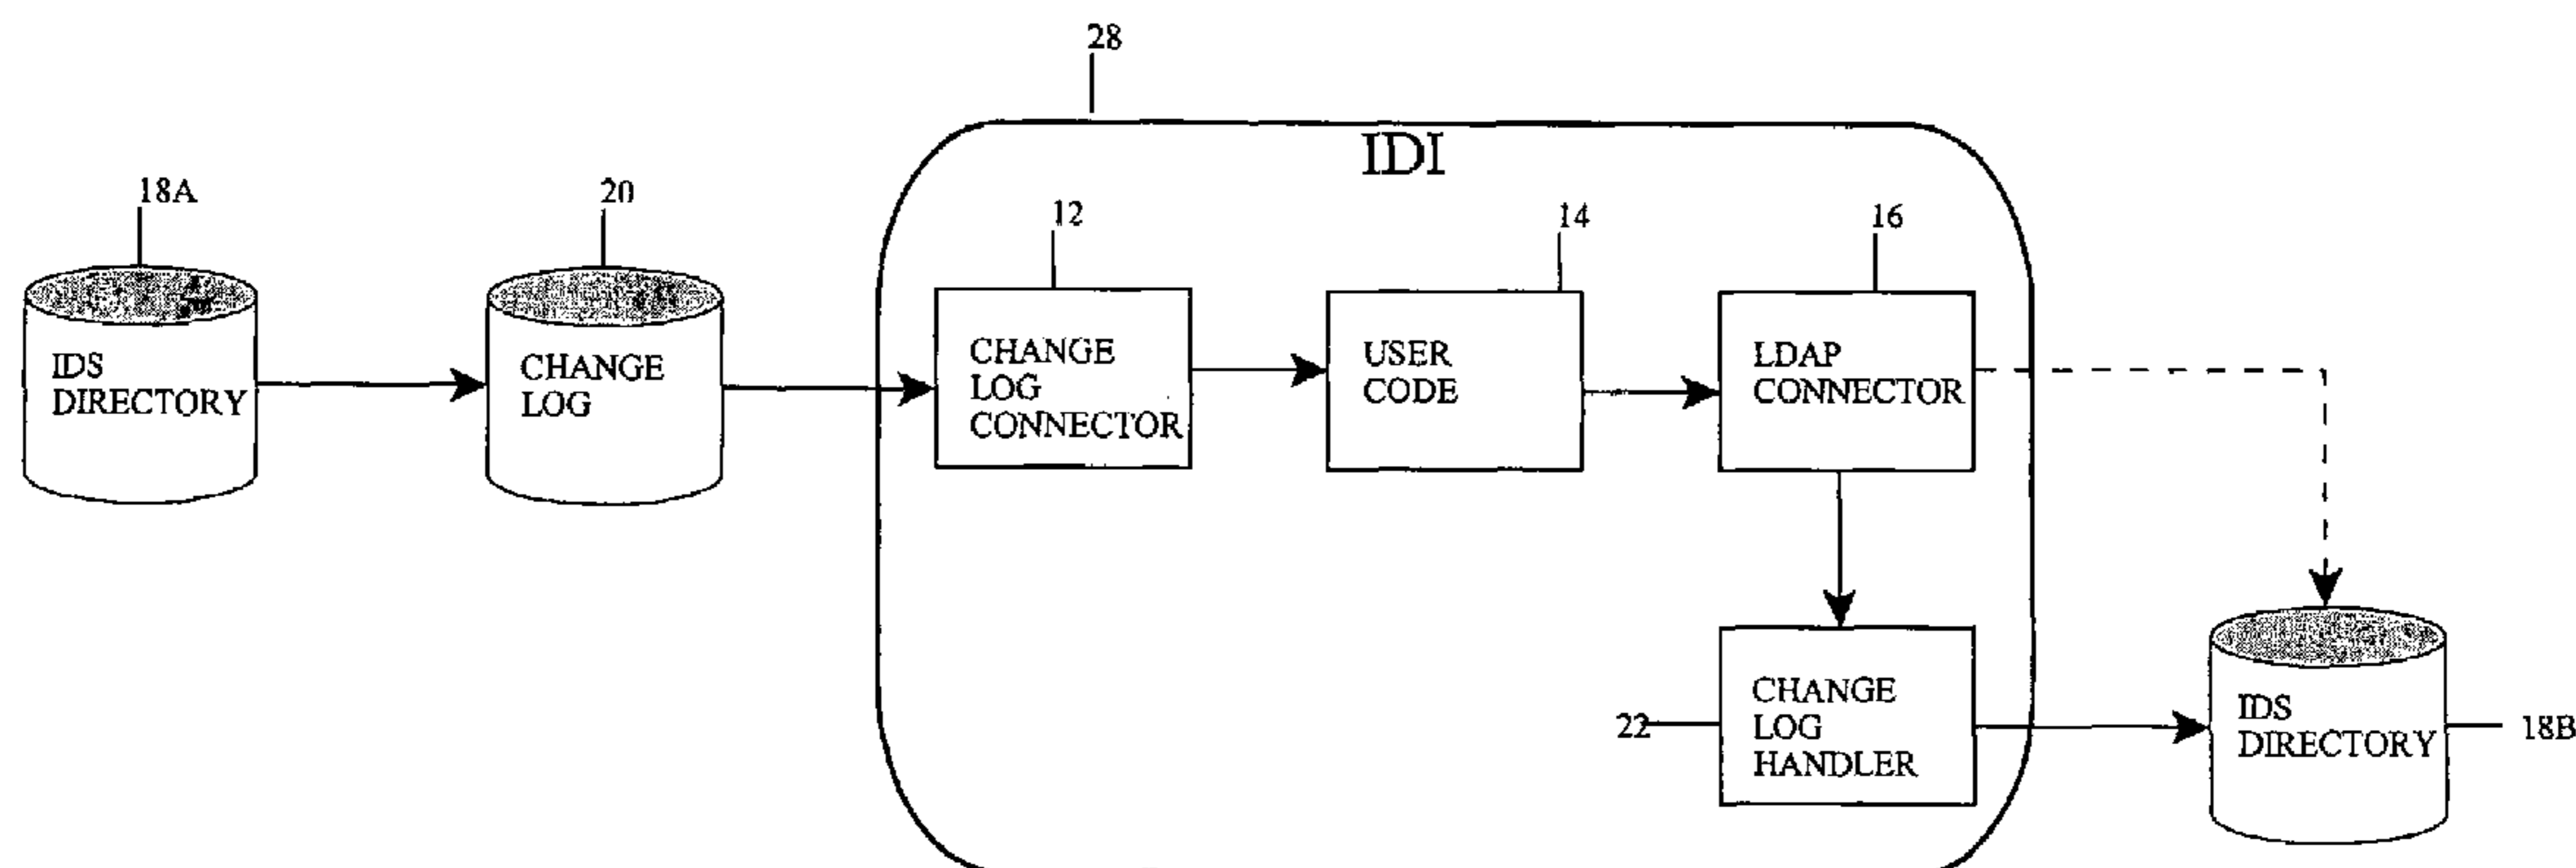 28
IDI
18A
20
12
14
16
IDS
DIRECTORY
CHANGE
LOG
CHANGE
LOG
CONNECTOR
USER
CODE
LDAP
CONNECTOR
22
CHANGE
LOG
HANDLER
IDS
DIRECTORY
18B